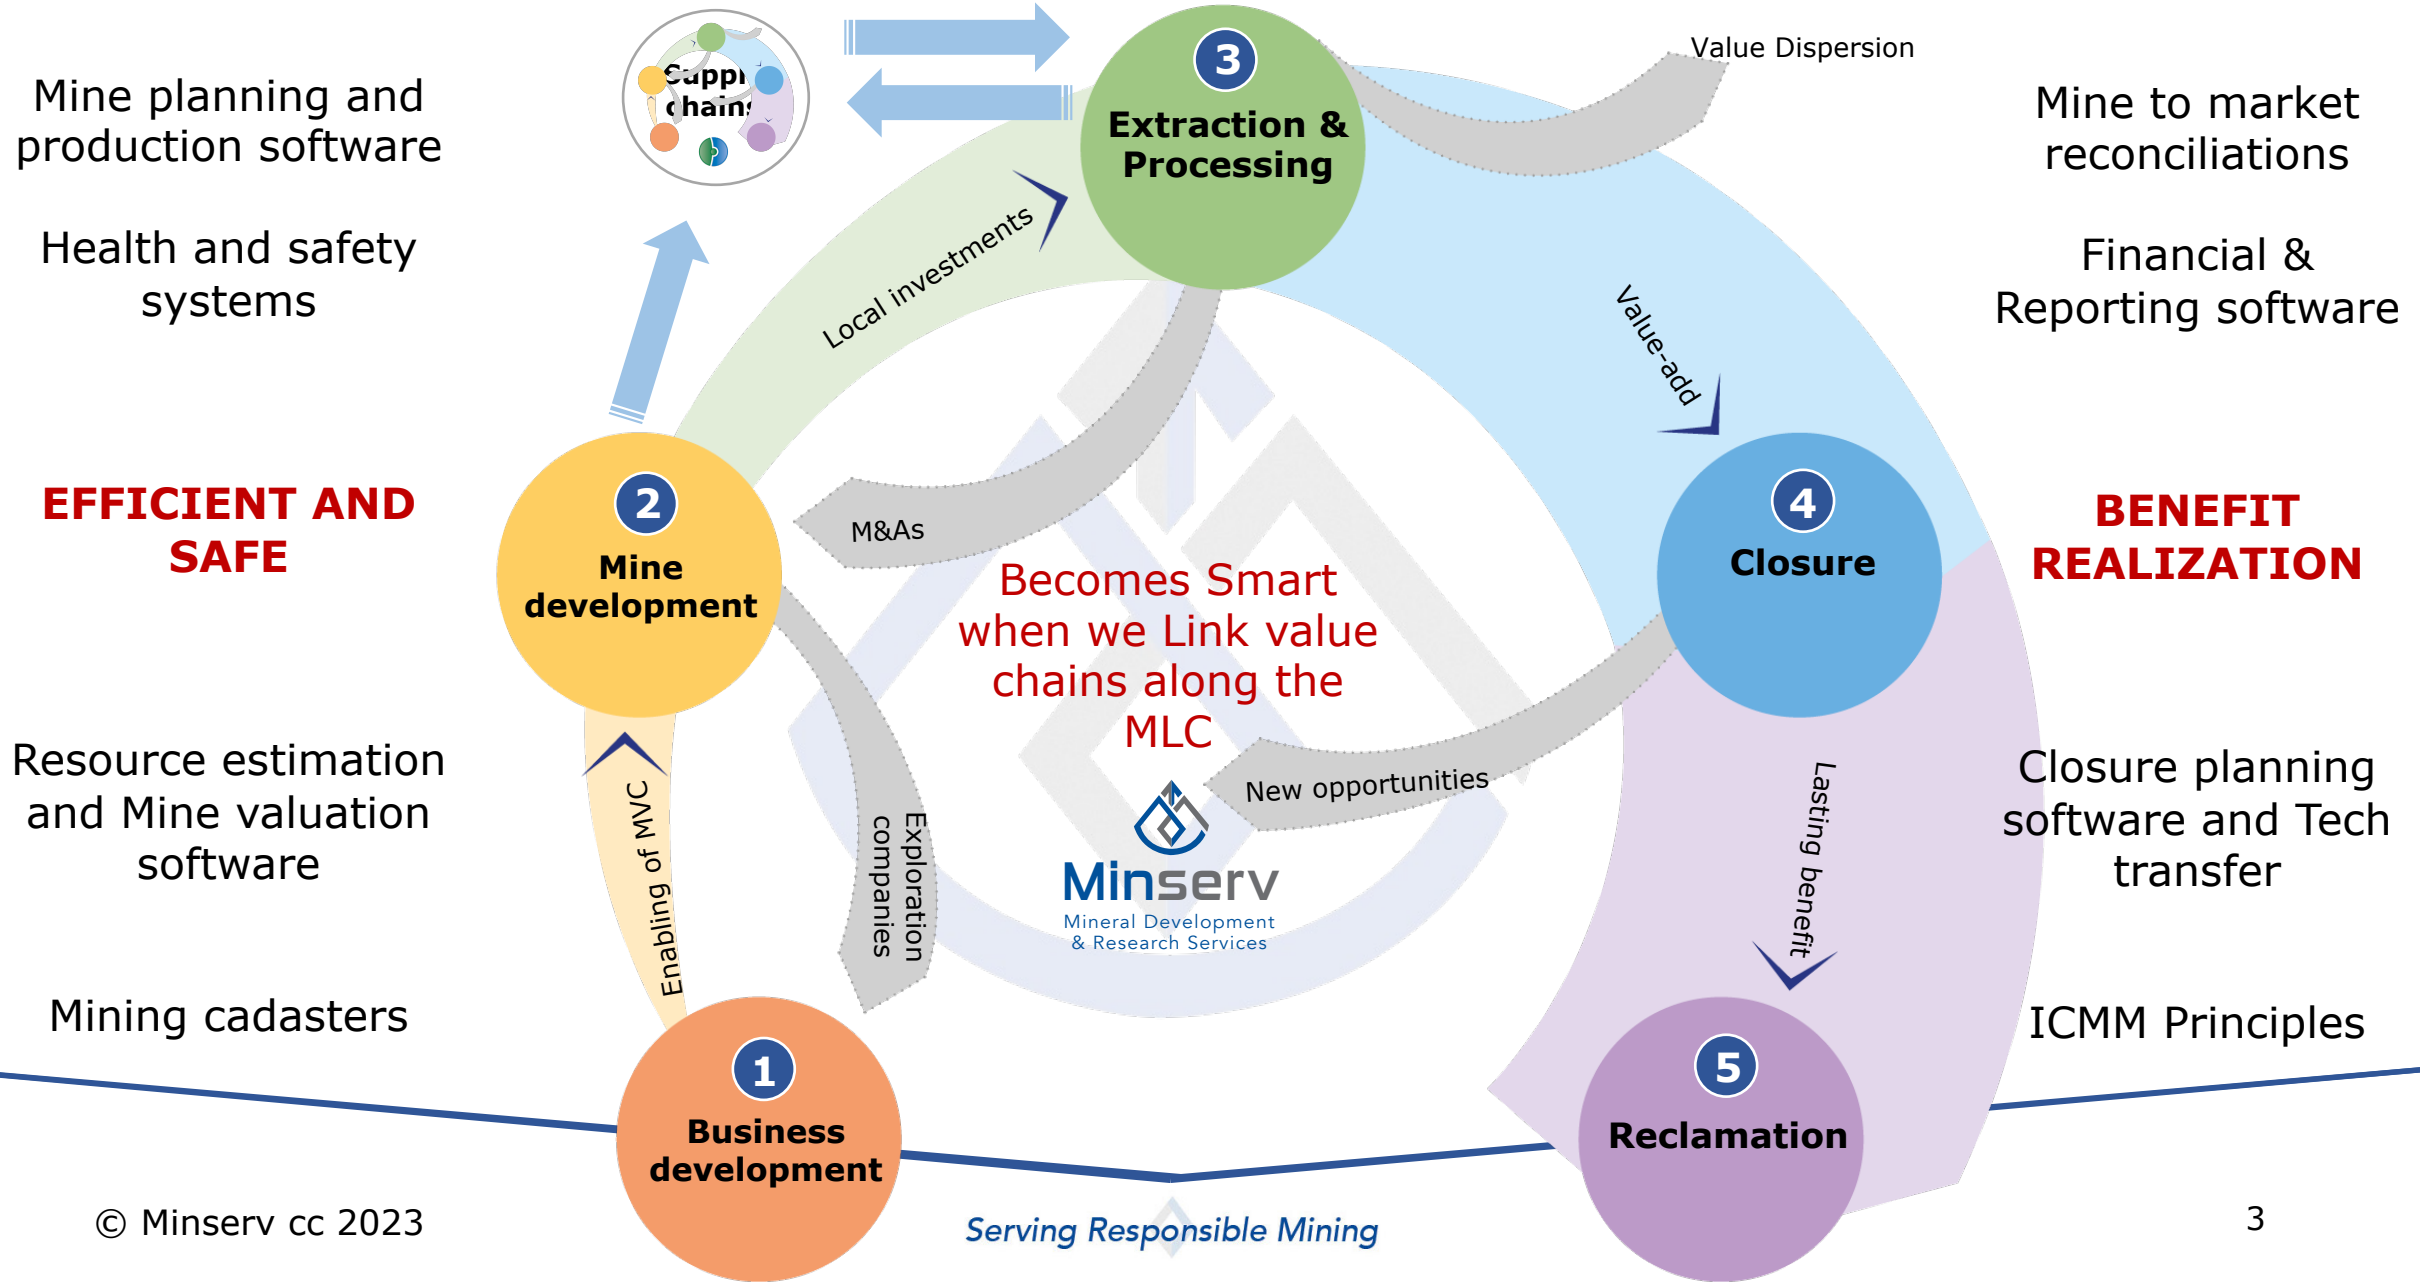 Mine planning and
production software
Health and safety
systems
EFFICIENT AND
SAFE
Resource estimation
and Mine valuation
software
Mining cadasters
chains
3
Extraction &
Processing
Value Dispersion
Local investments
Value-add
2
Mine
development
M&As
4
Closure
Becomes Smart
when we Link value
chains along the
MLC
New opportunities
Enabling of MVC
Exploration
companies
Lasting benefit
Minserv
Mineral Development
& Research Services
1
Business
development
5
Reclamation
Mine to market
reconciliations
Financial &
Reporting software
BENEFIT
REALIZATION
Closure planning
software and Tech
transfer
ICMM Principles
© Minserv cc 2023
Serving Responsible Mining
3